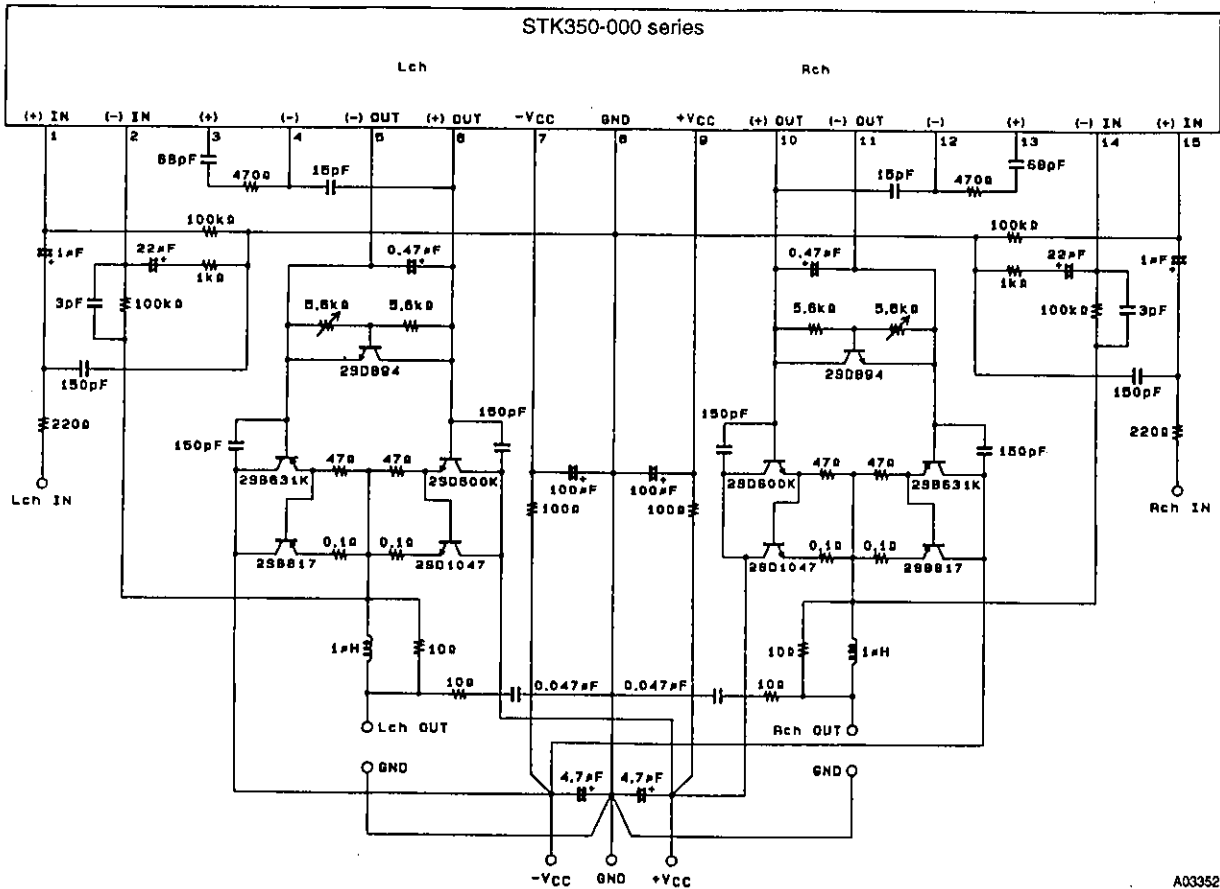 STK350-000 series
Lch Rch
(+) IN (-) IN (+) (-) (-) OUT (+) OUT -VCC GND +VCC (+) OUT (-) OUT (-) (+) (-) IN (+) IN
1 2 3 4 5 6 7 8 9 10 11 12 13 14 15
68pF 68pF
470Ω 15pF 15pF 470Ω
100kΩ 100kΩ
1µF 22µF 0.47µF 0.47µF 22µF 1µF
1kΩ 1kΩ
3pF 100kΩ 5.6kΩ 5.6kΩ 5.6kΩ 5.6kΩ 100kΩ 3pF
2SD894 2SD894
150pF 150pF
150pF 150pF
220Ω 150pF 150pF 220Ω
47Ω 47Ω 47Ω 47Ω
Lch IN 2SB631K 2SD600K 100µF 100µF 2SD600K 2SB631K Rch IN
100Ω 100Ω
0.1Ω 0.1Ω 0.1Ω 0.1Ω
2SB817 2SD1047 2SD1047 2SB817
1µH 10Ω 10Ω 1µH
10Ω 0.047µF 0.047µF 10Ω
Lch OUT Rch OUT
GND 4.7µF 4.7µF GND
-VCC GND +VCC
A03352